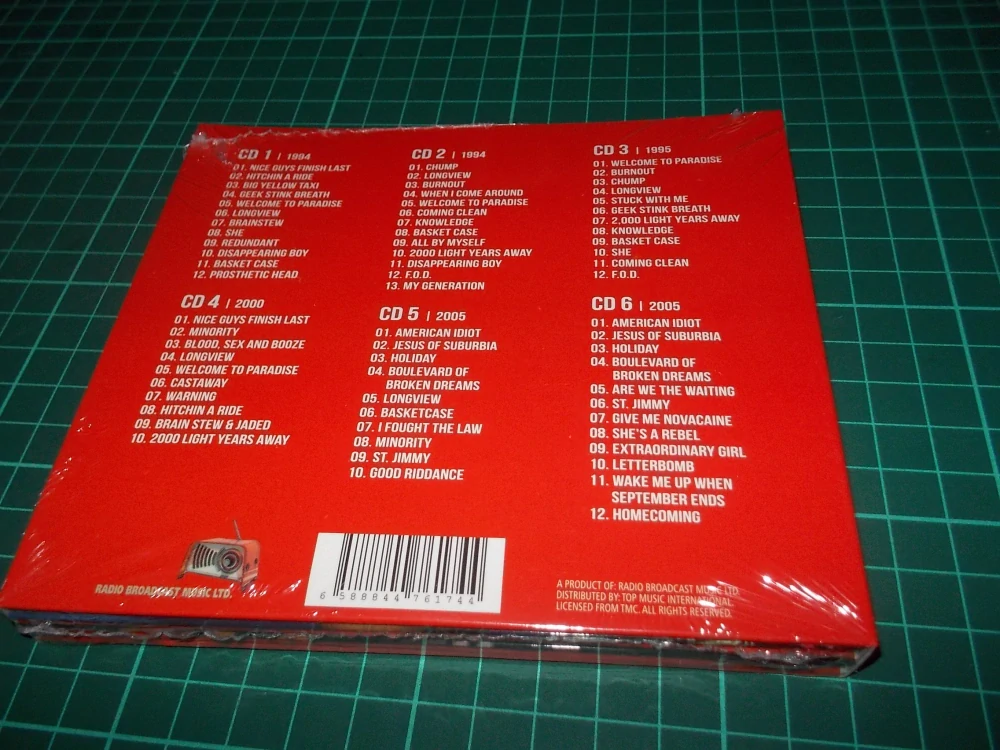 CD 1 | 1994
01. NICE GUYS FINISH LAST
02. HITCHIN A RIDE
03. BIG YELLOW TAXI
04. GEEK STINK BREATH
05. WELCOME TO PARADISE
06. LONGVIEW
07. BRAINSTEW
08. SHE
09. REDUNDANT
10. DISAPPEARING BOY
11. BASKET CASE
12. PROSTHETIC HEAD
CD 2 | 1994
01. CHUMP
02. LONGVIEW
03. BURNOUT
04. WHEN I COME AROUND
05. WELCOME TO PARADISE
06. COMING CLEAN
07. KNOWLEDGE
08. BASKET CASE
09. ALL BY MYSELF
10. 2000 LIGHT YEARS AWAY
11. DISAPPEARING BOY
12. F.O.D.
13. MY GENERATION
CD 3 | 1995
01. WELCOME TO PARADISE
02. BURNOUT
03. CHUMP
04. LONGVIEW
05. STUCK WITH ME
06. GEEK STINK BREATH
07. 2,000 LIGHT YEARS AWAY
08. KNOWLEDGE
09. BASKET CASE
10. SHE
11. COMING CLEAN
12. F.O.D.
CD 4 | 2000
01. NICE GUYS FINISH LAST
02. MINORITY
03. BLOOD, SEX AND BOOZE
04. LONGVIEW
05. WELCOME TO PARADISE
06. CASTAWAY
07. WARNING
08. HITCHIN A RIDE
09. BRAIN STEW & JADED
10. 2000 LIGHT YEARS AWAY
CD 5 | 2005
01. AMERICAN IDIOT
02. JESUS OF SUBURBIA
03. HOLIDAY
04. BOULEVARD OF
BROKEN DREAMS
05. LONGVIEW
06. BASKETCASE
07. I FOUGHT THE LAW
08. MINORITY
09. ST. JIMMY
10. GOOD RIDDANCE
CD 6 | 2005
01. AMERICAN IDIOT
02. JESUS OF SUBURBIA
03. HOLIDAY
04. BOULEVARD OF
BROKEN DREAMS
05. ARE WE THE WAITING
06. ST. JIMMY
07. GIVE ME NOVACAINE
08. SHE'S A REBEL
09. EXTRAORDINARY GIRL
10. LETTERBOMB
11. WAKE ME UP WHEN
SEPTEMBER ENDS
12. HOMECOMING
RADIO BROADCAST MUSIC LTD.
6 588844 761744
A PRODUCT OF: RADIO BROADCAST MUSIC LTD.
DISTRIBUTED BY: TOP MUSIC INTERNATIONAL.
LICENSED FROM TMC. ALL RIGHTS RESERVED.